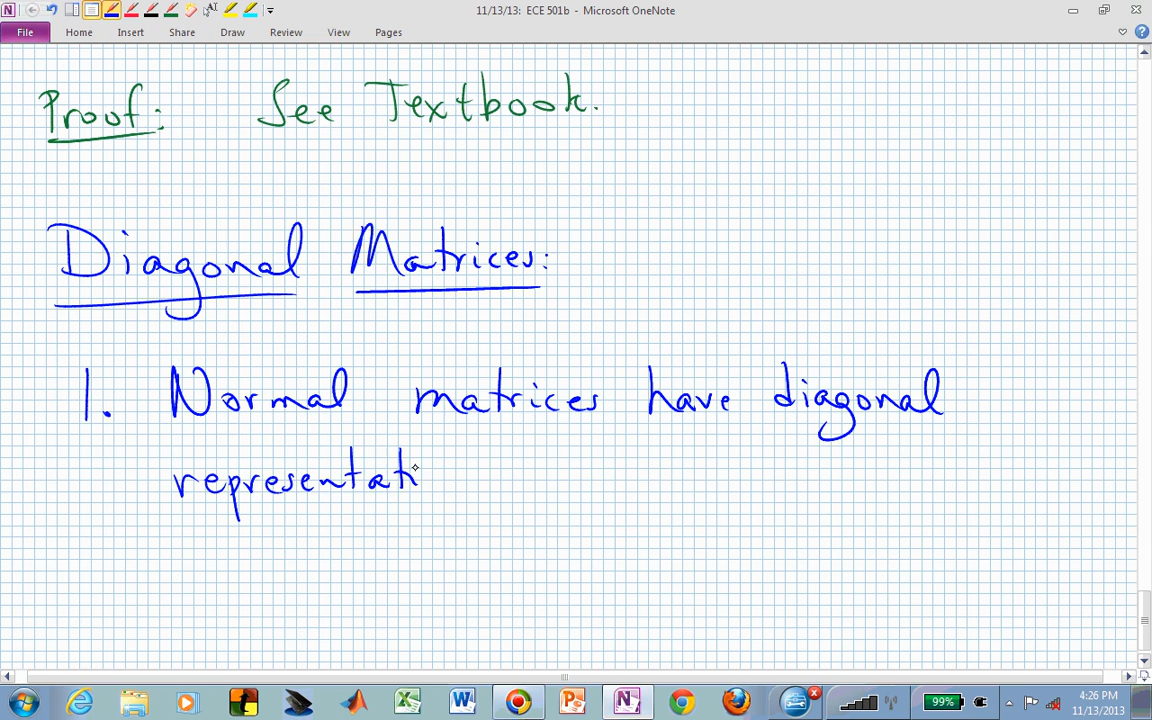 11/13/13: ECE 501b - Microsoft OneNote
File Home Insert Share Draw Review View Pages
Proof: See Textbook.
Diagonal Matrices:
1. Normal matrices have diagonal
representati
99%
4:26 PM
11/13/2013